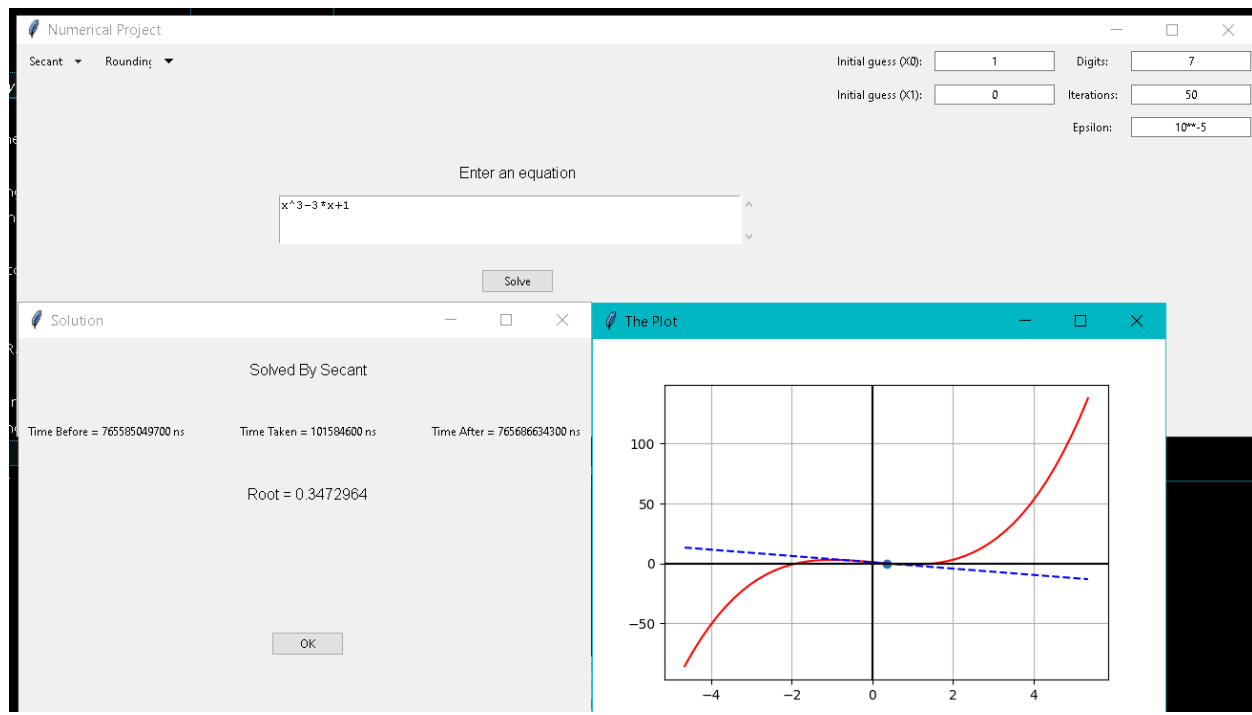 Numerical Project
Secant Rounding Initial guess (X0): 1 Digits: 7
Initial guess (X1): 0 Iterations: 50
Epsilon: 10**-5
Enter an equation
x^3-3*x+1
Solve
Solution
The Plot
Solved By Secant
Time Before = 765585049700 ns Time Taken = 101584600 ns Time After = 765686634300 ns
Root = 0.3472964
OK
100
50
0
−50
−4 −2 0 2 4